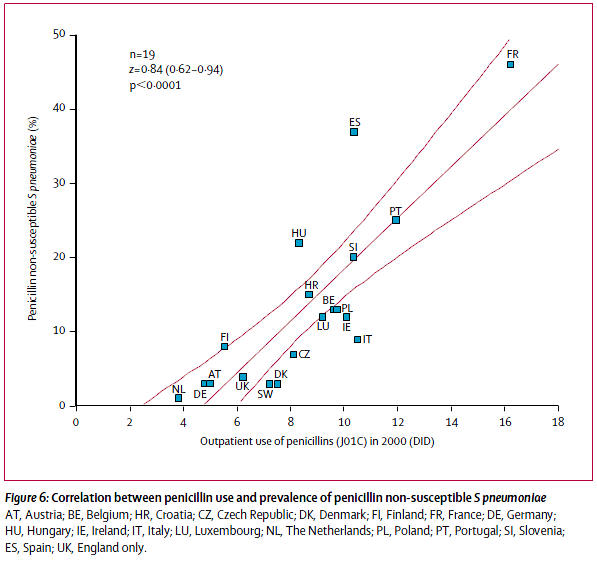 50
n=19
z=0·84 (0·62–0·94)
p<0·0001
FR
40
ES
30
PT
HU
20
SI
HR
BE
PL
LU
IE
10
IT
FI
CZ
AT
NL
DE
UK
SW
DK
0
Penicillin non-susceptible S pneumoniae (%)
0 2 4 6 8 10 12 14 16 18
Outpatient use of penicillins (J01C) in 2000 (DID)
Figure 6: Correlation between penicillin use and prevalence of penicillin non-susceptible S pneumoniae
AT, Austria; BE, Belgium; HR, Croatia; CZ, Czech Republic; DK, Denmark; FI, Finland; FR, France; DE, Germany;
HU, Hungary; IE, Ireland; IT, Italy; LU, Luxembourg; NL, The Netherlands; PL, Poland; PT, Portugal; SI, Slovenia;
ES, Spain; UK, England only.